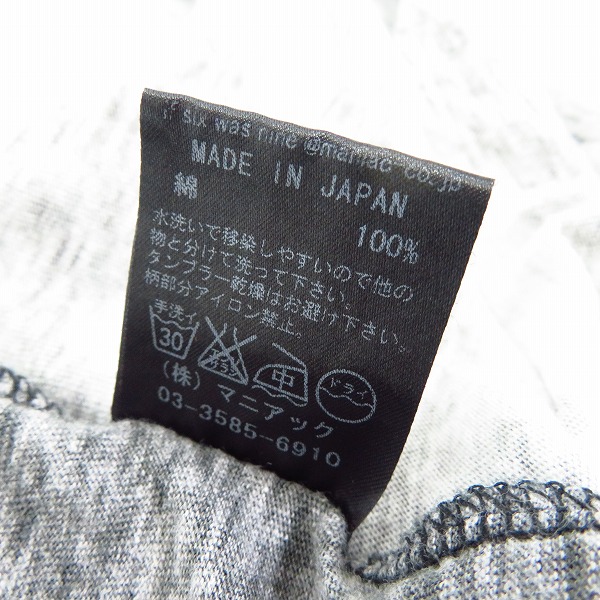 if six was nine @maniac-co.jp
MADE IN JAPAN
綿 100%
水洗いで移染しやすいので他の
物と分けて洗って下さい。
タンブラー乾燥はお避け下さい。
柄部分アイロン禁止。
手洗イ 30 エンソサラシ 中 ドライ
(株) マニアック
03-3585-6910